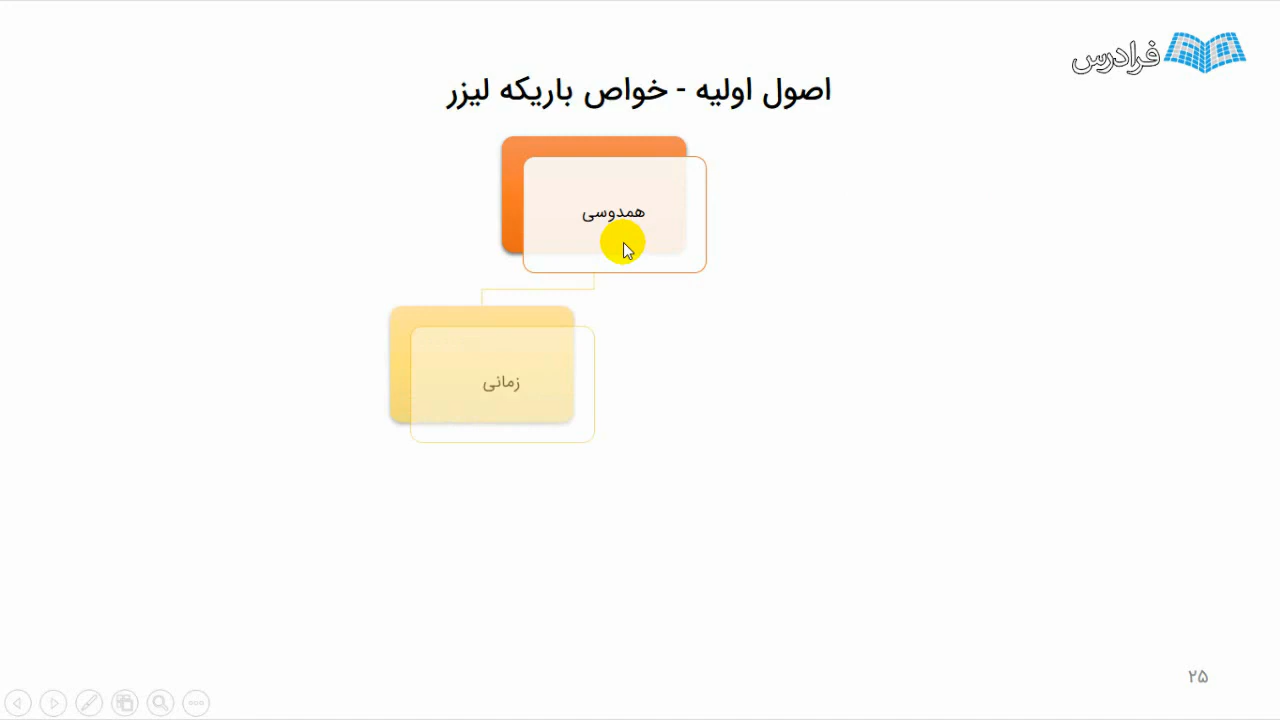 فرادرس
اصول اولیه - خواص باریکه لیزر
همدوسی
زمانی
۲۵